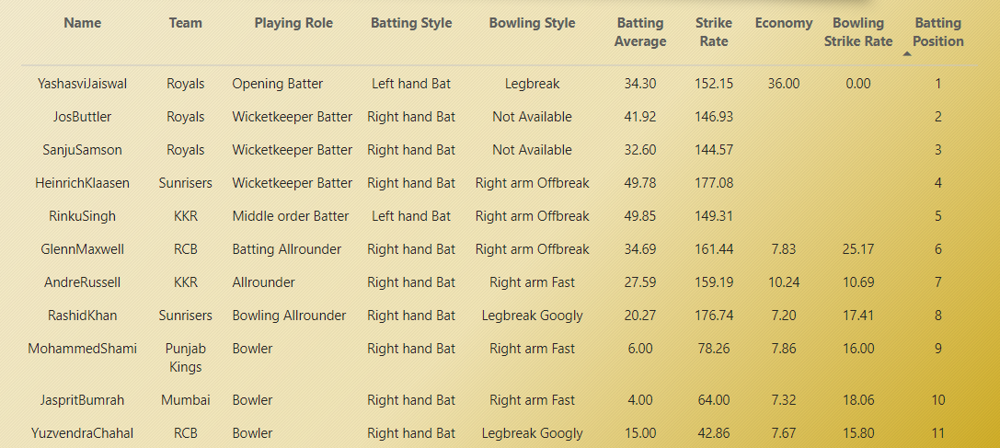 Name Team Playing Role Batting Style Bowling Style Batting Average Strike Rate Economy Bowling Strike Rate Batting Position
YashasviJaiswal Royals Opening Batter Left hand Bat Legbreak 34.30 152.15 36.00 0.00 1
JosButtler Royals Wicketkeeper Batter Right hand Bat Not Available 41.92 146.93 2
SanjuSamson Royals Wicketkeeper Batter Right hand Bat Not Available 32.60 144.57 3
HeinrichKlaasen Sunrisers Wicketkeeper Batter Right hand Bat Right arm Offbreak 49.78 177.08 4
RinkuSingh KKR Middle order Batter Left hand Bat Right arm Offbreak 49.85 149.31 5
GlennMaxwell RCB Batting Allrounder Right hand Bat Right arm Offbreak 34.69 161.44 7.83 25.17 6
AndreRussell KKR Allrounder Right hand Bat Right arm Fast 27.59 159.19 10.24 10.69 7
RashidKhan Sunrisers Bowling Allrounder Right hand Bat Legbreak Googly 20.27 176.74 7.20 17.41 8
MohammedShami Punjab Kings Bowler Right hand Bat Right arm Fast 6.00 78.26 7.86 16.00 9
JaspritBumrah Mumbai Bowler Right hand Bat Right arm Fast 4.00 64.00 7.32 18.06 10
YuzvendraChahal RCB Bowler Right hand Bat Legbreak Googly 15.00 42.86 7.67 15.80 11